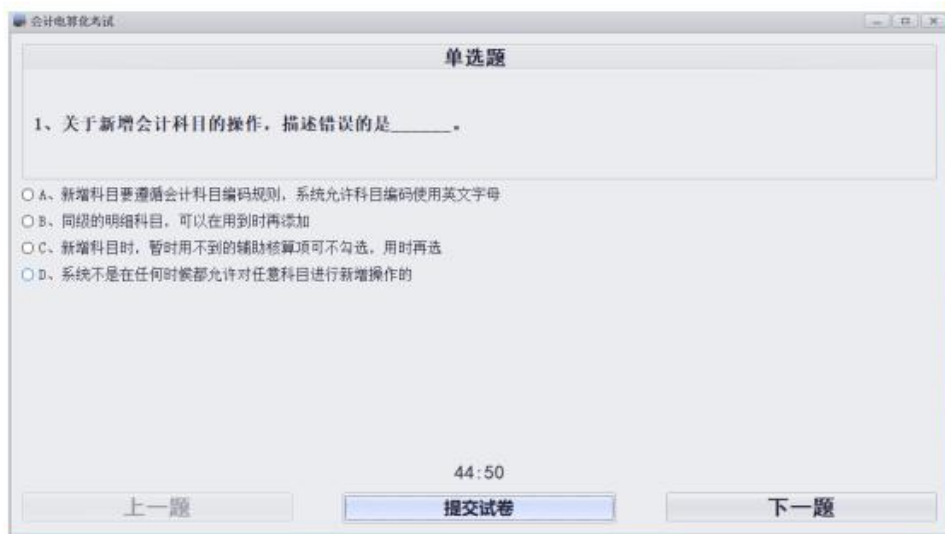 会计电算化考试
单选题
1、关于新增会计科目的操作，描述错误的是______。
A、新增科目要遵循会计科目编码规则，系统允许科目编码使用英文字母
B、同级的明细科目，可以在用到时再添加
C、新增科目时，暂时用不到的辅助核算项可不勾选，用时再选
D、系统不是在任何时候都允许对任意科目进行新增操作的
44:50
上一题 提交试卷 下一题